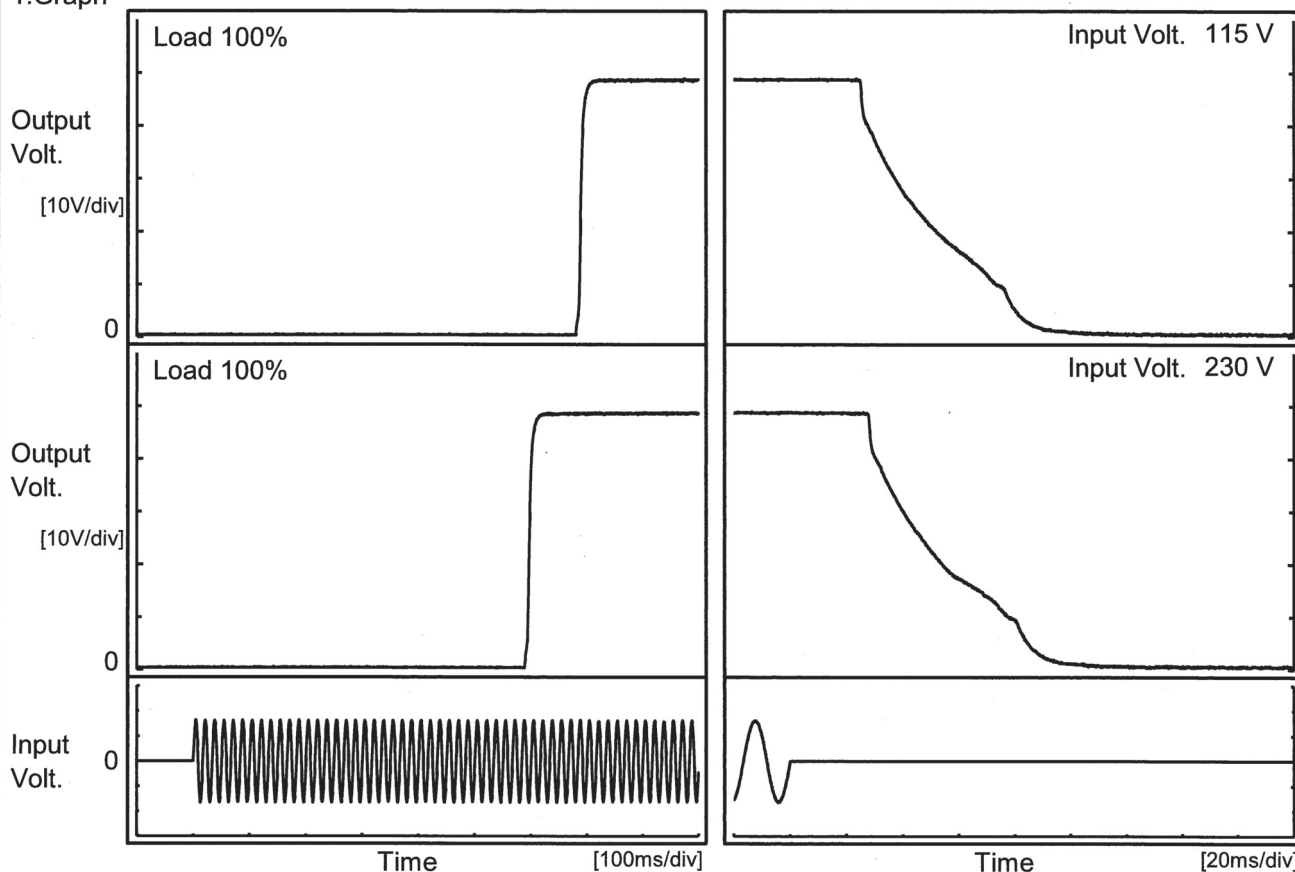 1.Graph
Load 100%
Input Volt. 115 V
Output
Volt.
[10V/div]
0
Load 100%
Input Volt. 230 V
Output
Volt.
[10V/div]
0
Input
Volt.
0
Time
[100ms/div]
Time
[20ms/div]